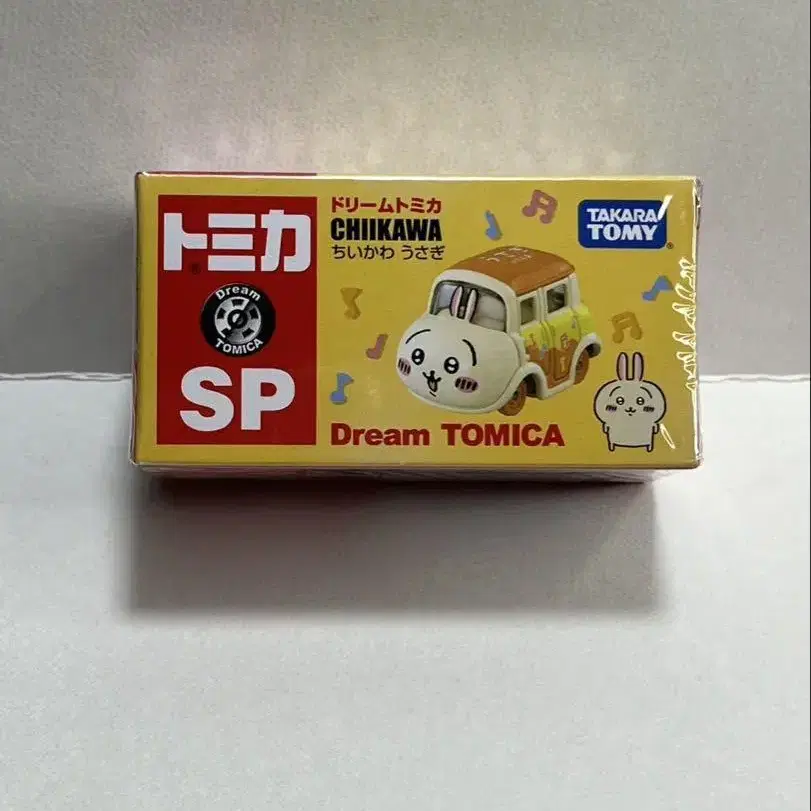 トミカ
Dream
TOMICA
SP
ドリームトミカ
CHIIKAWA
ちいかわ うさぎ
Dream TOMICA
TAKARA
TOMY